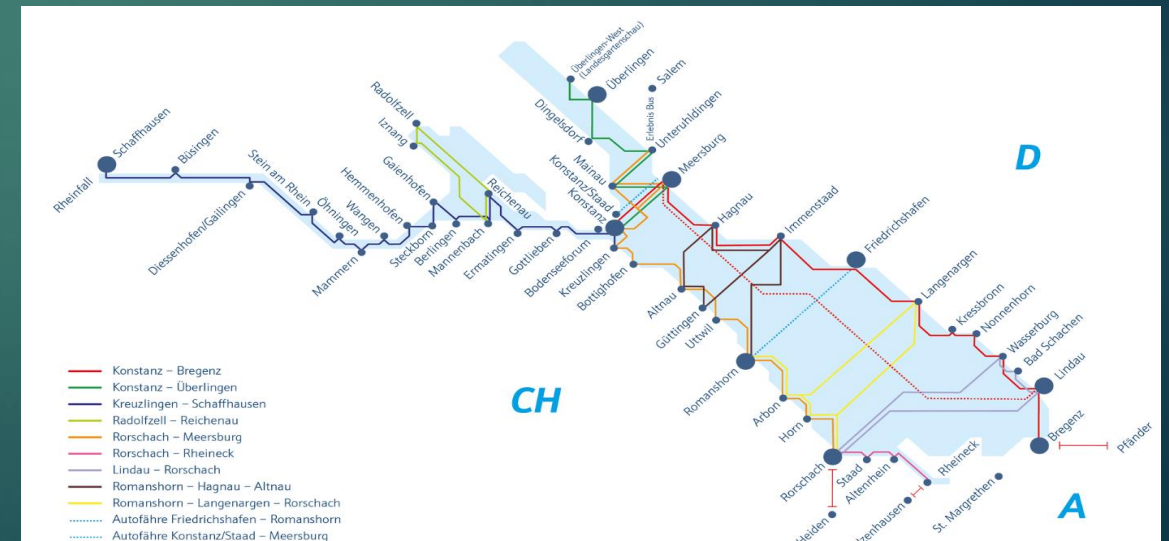 Überlingen-West
(Landesgartenschau)
Überlingen
Salem
Erlebnis Bus
Dingelsdorf
Unteruhldingen
Mainau
Konstanz/Staad
Konstanz
Meersburg
D
Radolfzell
Iznang
Gaienhofen
Hemmenhofen
Reichenau
Schaffhausen
Rheinfall
Büsingen
Diessenhofen/Gailingen
Stein am Rhein
Öhningen
Wangen
Mammern
Steckborn
Berlingen
Mannenbach
Ermatingen
Gottlieben
Bodenseeforum
Kreuzlingen
Bottighofen
Hagnau
Immenstaad
Friedrichshafen
Altnau
Güttingen
Uttwil
Langenargen
Kressbronn
Nonnenhorn
Wasserburg
Bad Schachen
Lindau
Romanshorn
Arbon
Horn
Rorschach
Staad
Altenrhein
Rheineck
Bregenz
Pfänder
Heiden
zenhausen
St. Margrethen
CH
A
Konstanz – Bregenz
Konstanz – Überlingen
Kreuzlingen – Schaffhausen
Radolfzell – Reichenau
Rorschach – Meersburg
Rorschach – Rheineck
Lindau – Rorschach
Romanshorn – Hagnau – Altnau
Romanshorn – Langenargen – Rorschach
Autofähre Friedrichshafen – Romanshorn
Autofähre Konstanz/Staad – Meersburg